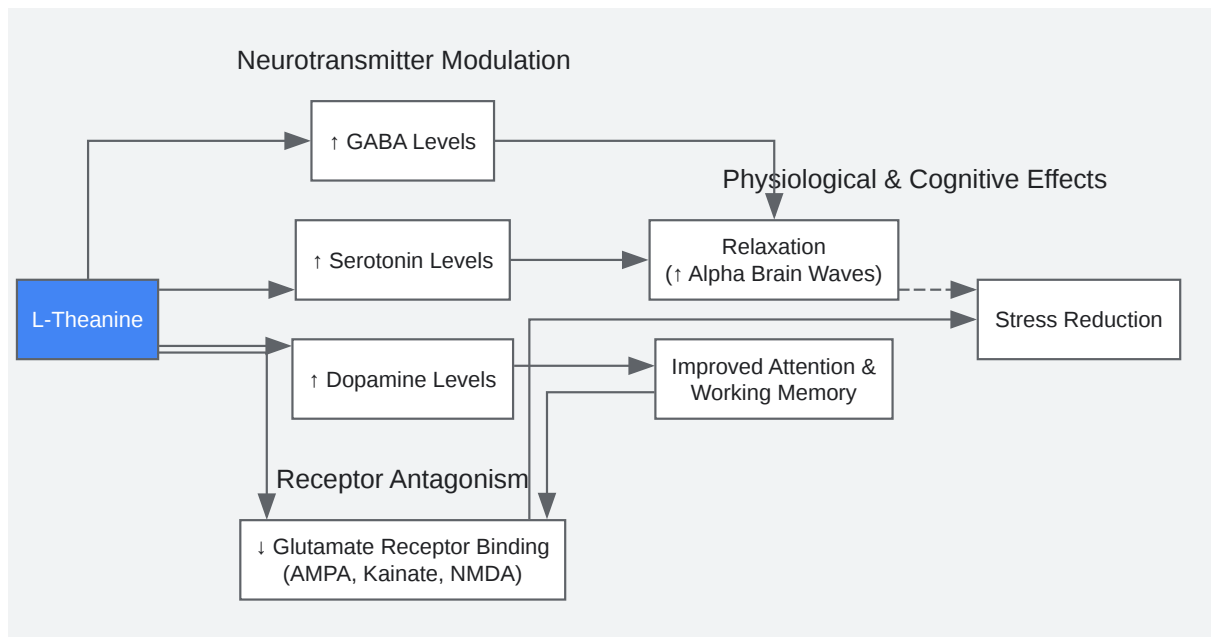 Neurotransmitter Modulation
↑ GABA Levels
Physiological & Cognitive Effects
↑ Serotonin Levels
Relaxation
(↑ Alpha Brain Waves)
L-Theanine
Stress Reduction
↑ Dopamine Levels
Improved Attention &
Working Memory
Receptor Antagonism
↓ Glutamate Receptor Binding
(AMPA, Kainate, NMDA)